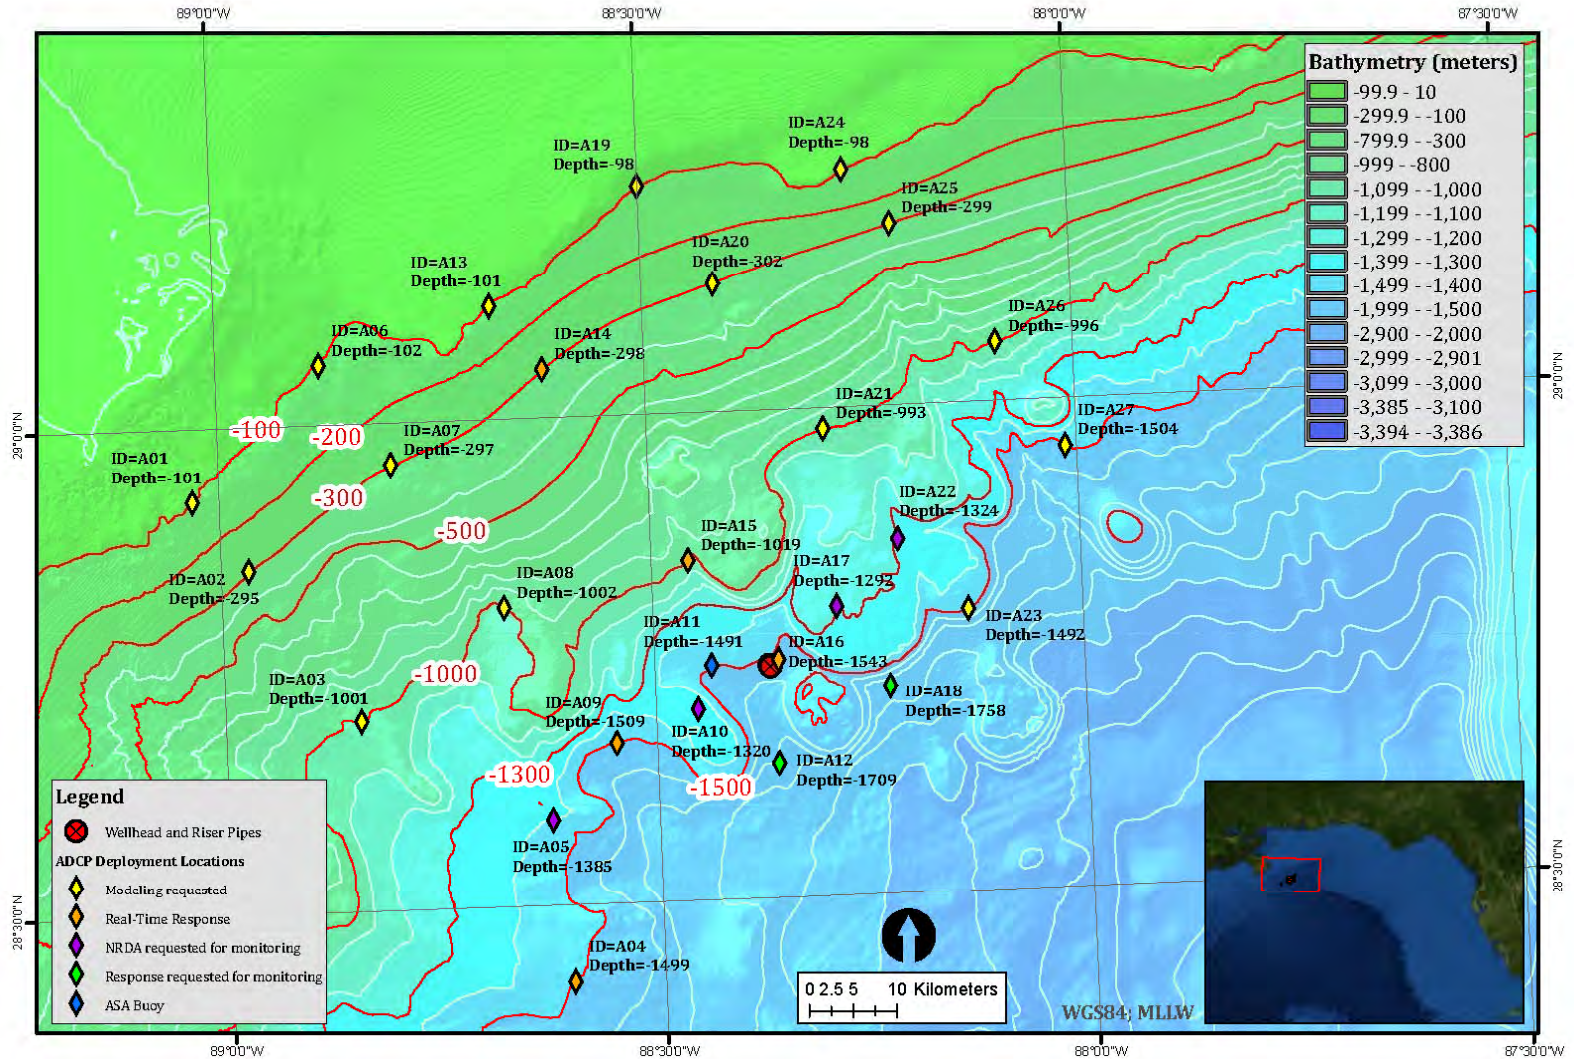 89°0'0"W
88°30'0"W
88°0'0"W
87°30'0"W
Bathymetry (meters)
-99.9 - 10
-299.9 - -100
-799.9 - -300
-999 - -800
-1,099 - -1,000
-1,199 - -1,100
-1,299 - -1,200
-1,399 - -1,300
-1,499 - -1,400
-1,999 - -1,500
-2,900 - -2,000
-2,999 - -2,901
-3,099 - -3,000
-3,385 - -3,100
-3,394 - -3,386
ID=A24
Depth=-98
ID=A19
Depth=-98
ID=A25
Depth=-299
ID=A20
Depth=-302
ID=A13
Depth=-101
ID=A26
Depth=-996
ID=A06
Depth=-102
ID=A14
Depth=-298
ID=A21
Depth=-993
ID=A27
Depth=-1504
29°0'0"N
29°0'0"N
-100
-200
ID=A07
Depth=-297
ID=A01
Depth=-101
-300
-500
ID=A22
Depth=-1324
ID=A15
Depth=-1019
ID=A17
Depth=-1292
ID=A02
Depth=-295
ID=A08
Depth=-1002
ID=A11
Depth=-1491
ID=A16
Depth=-1543
ID=A23
Depth=-1492
-1000
ID=A03
Depth=-1001
ID=A09
Depth=-1509
ID=A18
Depth=-1758
ID=A10
Depth=-1320
ID=A12
Depth=-1709
-1300
-1500
ID=A05
Depth=-1385
ID=A04
Depth=-1499
Legend
Wellhead and Riser Pipes
ADCP Deployment Locations
Modeling requested
Real-Time Response
NRDA requested for monitoring
Response requested for monitoring
ASA Buoy
28°30'0"N
28°30'0"N
0 2.5 5 10 Kilometers
WGS84; MLLW
89°0'0"W
88°30'0"W
88°0'0"W
87°30'0"W